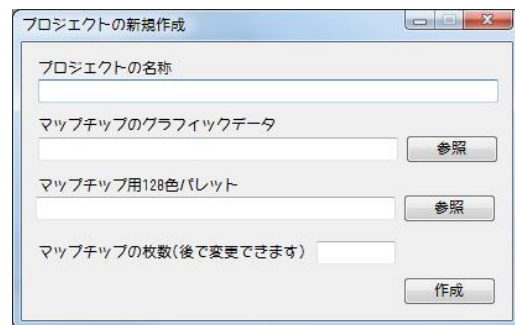 プロジェクトの新規作成
プロジェクトの名称
マップチップのグラフィックデータ
参照
マップチップ用128色パレット
参照
マップチップの枚数(後で変更できます)
作成